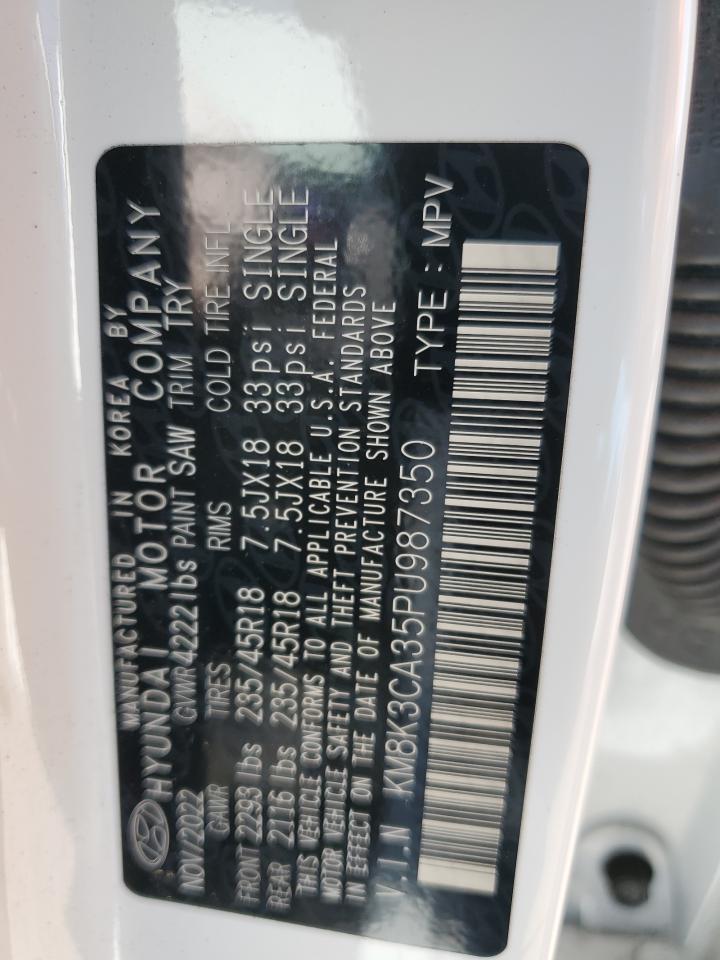 MANUFACTURED IN KOREA BY
HYUNDAI MOTOR COMPANY
NOV/2022 GVWR 4222 lbs PAINT SAW TRIM TRY
GAWR TIRES RMS COLD TIRE INFL
FRONT 2293 lbs 235/45R18 7.5JX18 33psi SINGLE
REAR 2116 lbs 235/45R18 7.5JX18 33psi SINGLE
THIS VEHICLE CONFORMS TO ALL APPLICABLE U.S.A. FEDERAL
MOTOR VEHICLE SAFETY AND THEFT PREVENTION STANDARDS
IN EFFECT ON THE DATE OF MANUFACTURE SHOWN ABOVE
V.I.N KM8K3CA35PU987350 TYPE : MPV